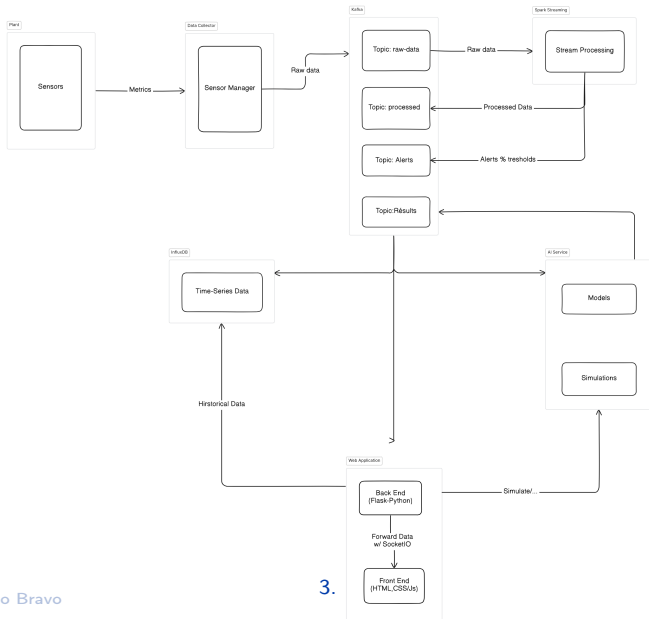 Plant
Data Collector
Kafka
Spark Streaming
Sensors
Metrics
Sensor Manager
Raw data
Topic: raw-data
Raw data
Stream Processing
Topic: processed
Processed Data
Topic: Alerts
Alerts % tresholds
Topic:Résults
InfluxDB
Time-Series Data
AI Service
Models
Simulations
Hirstorical Data
Simulate/...
Web Application
Back End
(Flask-Python)
Forward Data
w/ SocketIO
Front End
(HTML,CSS/Js)
3.
o Bravo